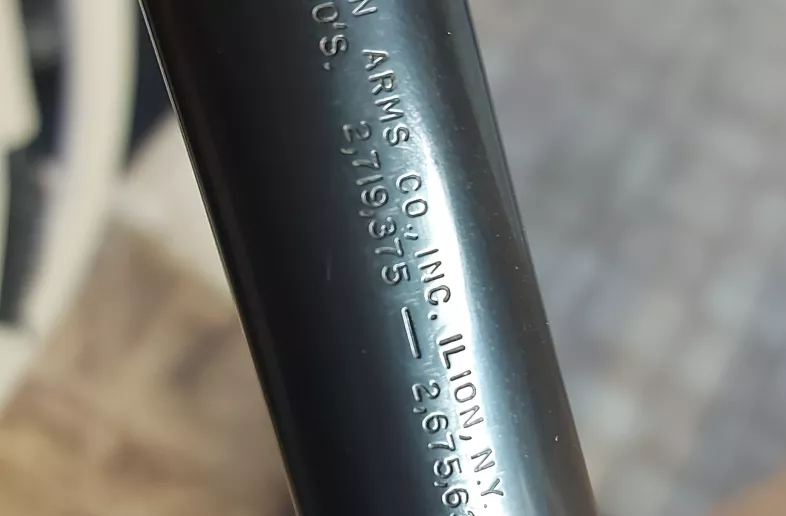 N ARMS CO., INC. ILION, N.Y.
O'S. 2,719,375 — 2,675,6